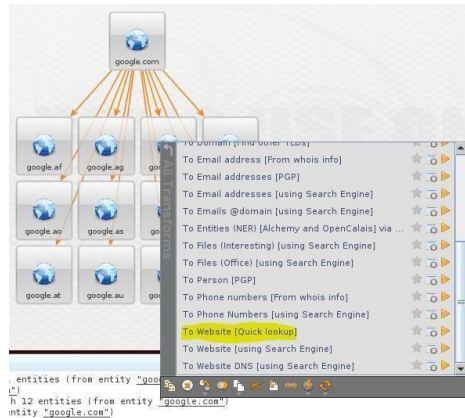 google.com
google.af
google.ag
google.ao
google.as
google.at
google.au
All Transforms
To Domain [Find other TLDs]
To Email address [From whois info]
To Email addresses [PGP]
To Email addresses [using Search Engine]
To Emails @domain [using Search Engine]
To Entities (NER) [Alchemy and OpenCalais] via ...
To Files (Interesting) [using Search Engine]
To Files (Office) [using Search Engine]
To Person [PGP]
To Phone numbers [From whois info]
To Phone Numbers [using Search Engine]
To Website [Quick lookup]
To Website [using Search Engine]
To Website DNS [using Search Engine]
entities (from entity "goo
")
h 12 entities (from entity "google.com")
entity "google.com")